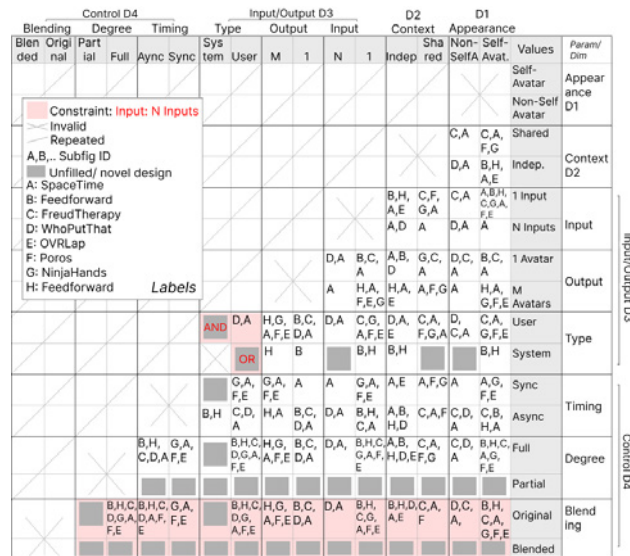 Control D4 Input/Output D3 D2 D1
Blending Degree Timing Type Output Input Context Appearance
Blen ded Origi nal Part ial Full Aync Sync Sys tem User M 1 N 1 Indep Sha red Non- SelfA Self- Avat. Values Param/ Dim
Self- Avatar Appear ance D1
Non-Self Avatar
Constraint: Input: N Inputs
Invalid
Repeated
A,B,.. Subfig ID
Unfilled/ novel design
A: SpaceTime
B: Feedforward
C: FreudTherapy
D: WhoPutThat
E: OVRLap
F: Poros
G: NinjaHands
H: Feedforward Labels
C,A C,A, F,G Shared Context D2
D,A B,H, A,E Indep.
B,H, A,E C,F, G,A C,A A,B,H, C,G,A, F,E 1 Input Input
A,D A D,A A N Inputs
D,A B,C, A A,B, D G,C, A D,C, A B,C, A 1 Avatar Output
A H,A, F,E,G H,A, E A,F,G A H,A, G,F,E M Avatars
AND D,A H,G, A,F,E B,C, D,A D,A C,G, A,F,E D,A, E C,A, F,G,A D, C,A C,A, G,F,E User Type
OR H B B,H B,H B,H System
G,A, F,E G,A, F,E A A G,A, F,E A,E A,F,G A A,G, F,E Sync Timing
B,H C,D, A H,A B,C, D,A D,A B,H, C,A A,B, H,D C,A,F C,D, A C,B, H,A Async
B,H, C,D,A G,A, F,E B,H,C, D,G,A, F,E H,G, A,F,E B,C, D,A D,A, B,H,C, G,A,F, E A,B, H,D,E C,A, F,G C,D, A B,H,C, A,G, F,E Full Degree
Partial
B,H,C, D,G,A, F,E B,H,C, D,A,F, E G,A, F,E B,H,C, D,G, A,F,E H,G, A,F,E B,C, D,A D,A B,H, C,G, A,F,E B,H,D, A,E C,A, F D,C, A, B,H, C,A, G,F,E Original Blend ing
Blended
Input/Output D3
Control D4